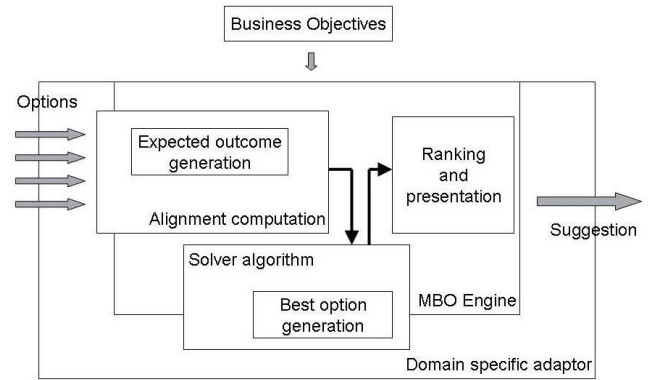 Business Objectives
Options
Expected outcome
generation
Alignment computation
Ranking
and
presentation
Suggestion
Solver algorithm
Best option
generation
MBO Engine
Domain specific adaptor